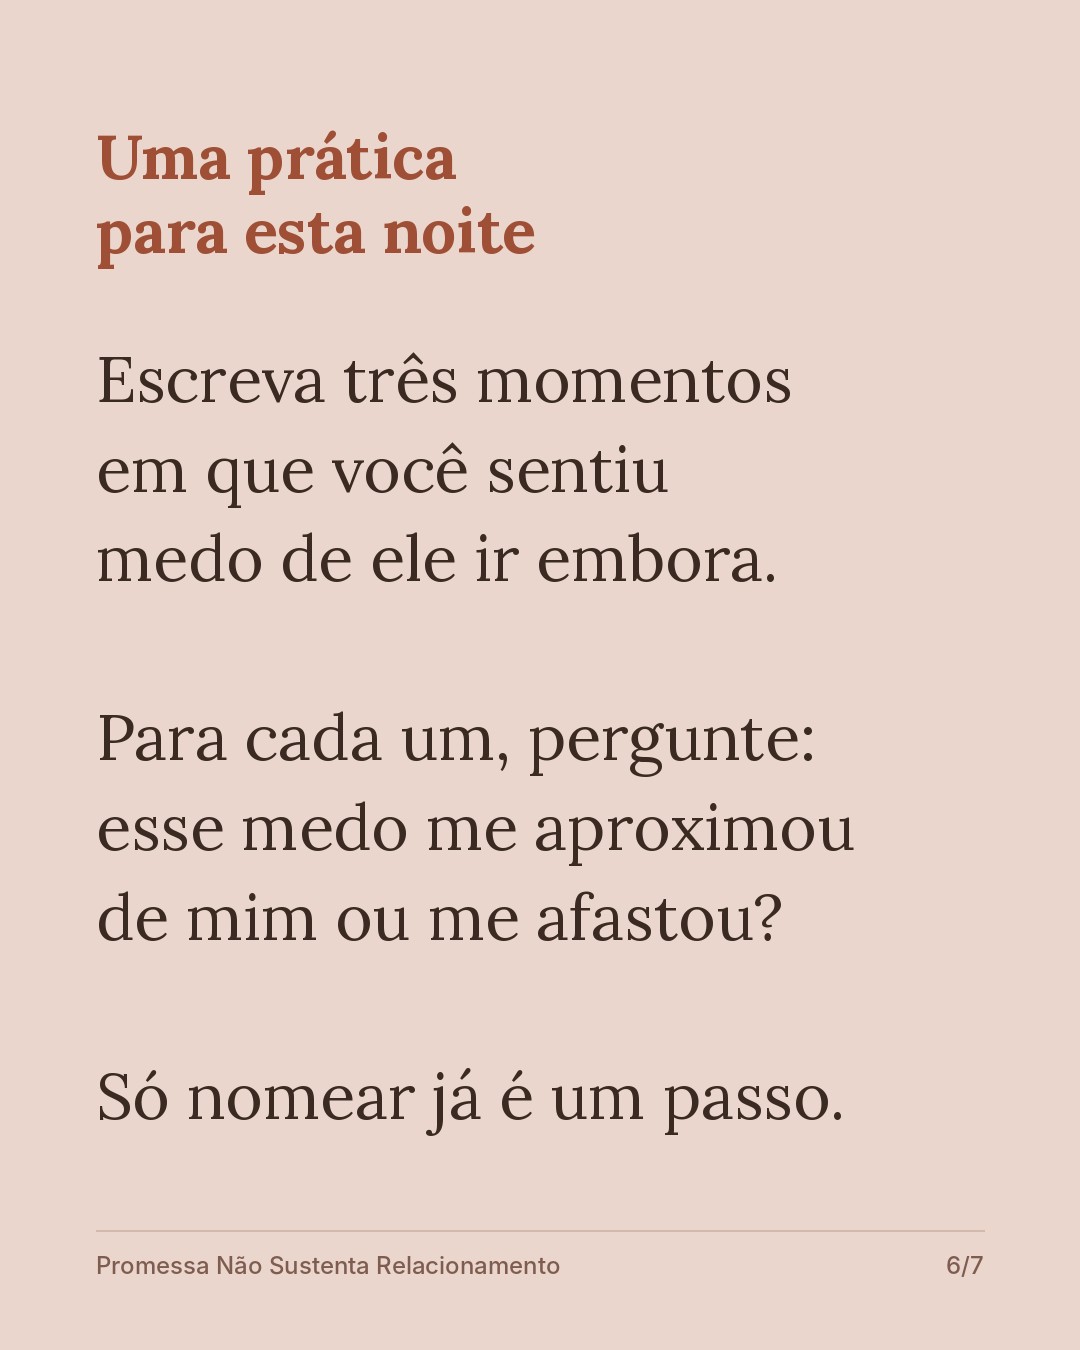 Uma prática
para esta noite
Escreva três momentos
em que você sentiu
medo de ele ir embora.
Para cada um, pergunte:
esse medo me aproximou
de mim ou me afastou?
Só nomear já é um passo.
Promessa Não Sustenta Relacionamento
6/7